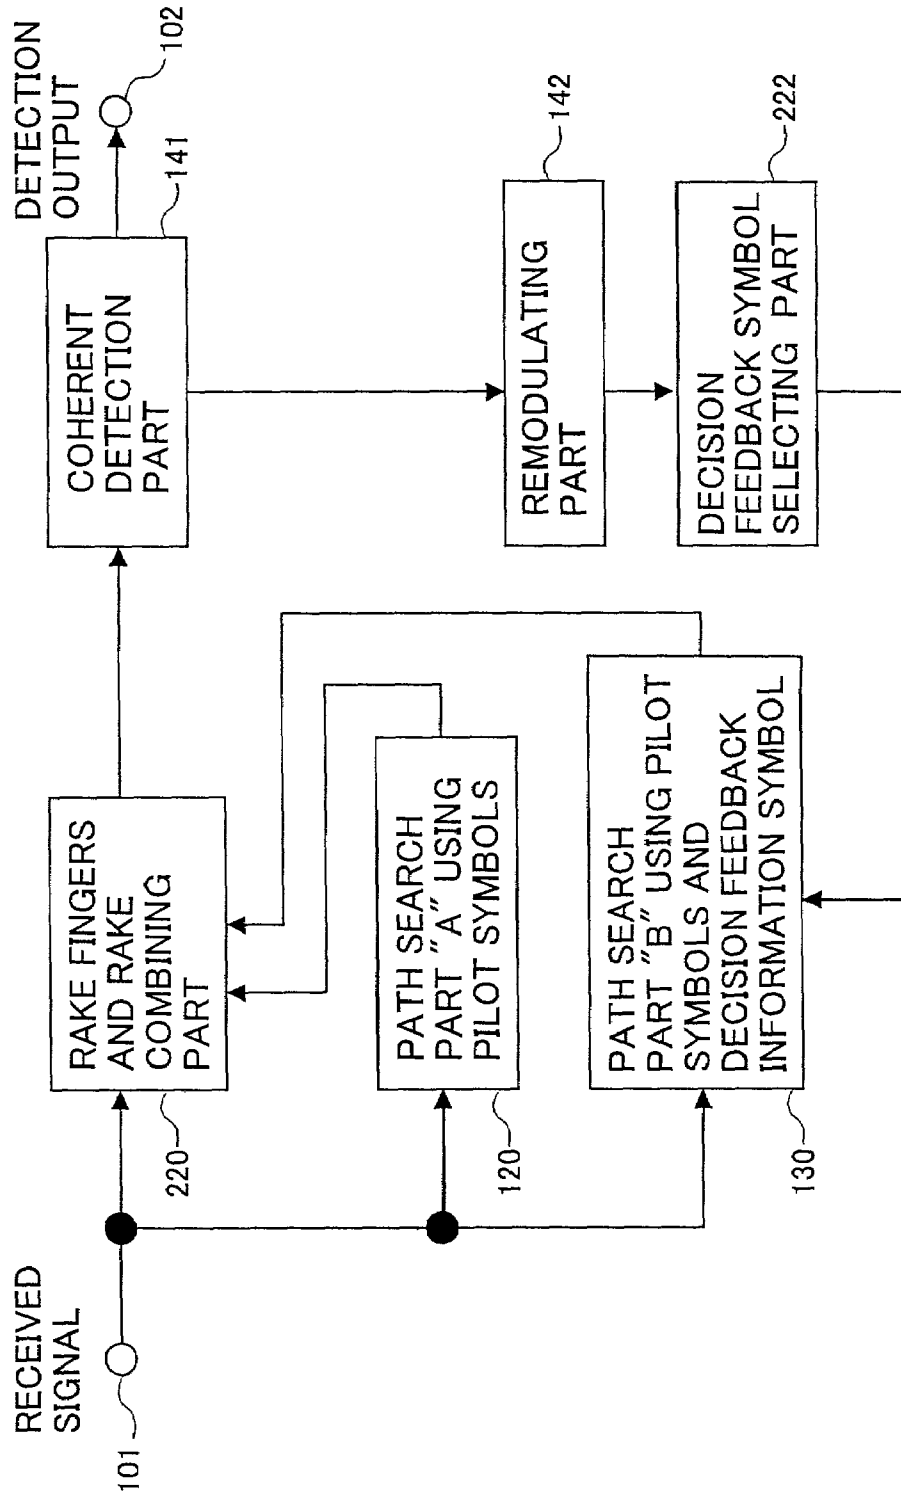 RECEIVED
SIGNAL
101
RAKE FINGERS
AND RAKE
COMBINING
PART
220
COHERENT
DETECTION
PART
141
DETECTION
OUTPUT
102
PATH SEARCH
PART "A" USING
PILOT SYMBOLS
120
REMODULATING
PART
142
PATH SEARCH
PART "B" USING PILOT
SYMBOLS AND
DECISION FEEDBACK
INFORMATION SYMBOL
130
DECISION
FEEDBACK SYMBOL
SELECTING PART
222